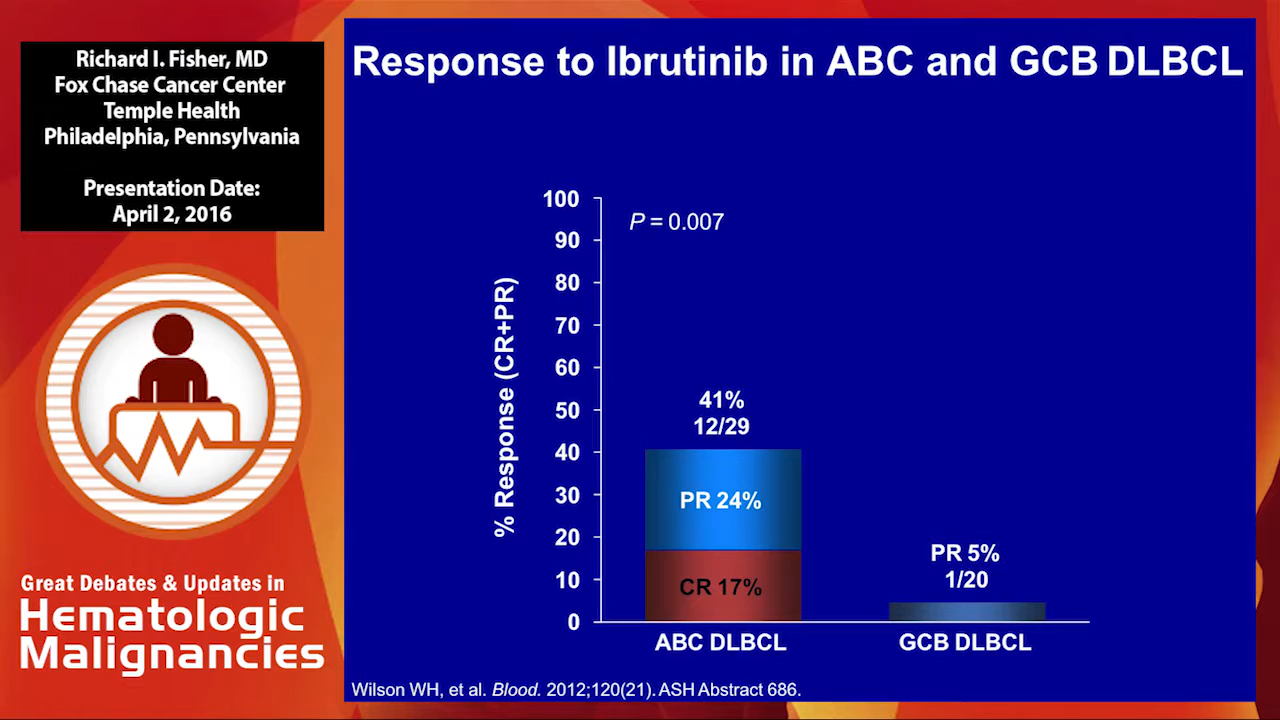 Richard I. Fisher, MD
Fox Chase Cancer Center
Temple Health
Philadelphia, Pennsylvania
Presentation Date:
April 2, 2016
Great Debates & Updates in
Hematologic
Malignancies
Response to Ibrutinib in ABC and GCB DLBCL
P = 0.007
% Response (CR+PR)
100
90
80
70
60
50
40
30
20
10
0
41%
12/29
PR 24%
CR 17%
PR 5%
1/20
ABC DLBCL
GCB DLBCL
Wilson WH, et al. Blood. 2012;120(21). ASH Abstract 686.